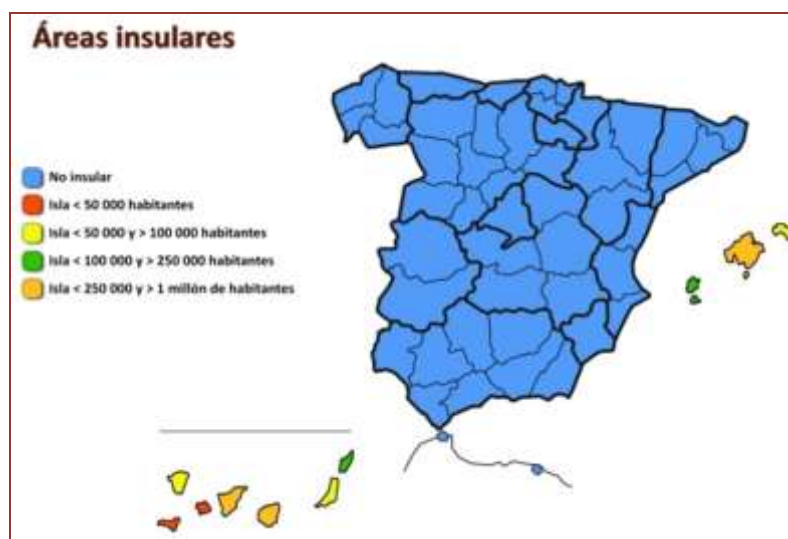 Áreas insulares
No insular
Isla < 50 000 habitantes
Isla < 50 000 y > 100 000 habitantes
Isla < 100 000 y > 250 000 habitantes
Isla < 250 000 y > 1 millón de habitantes